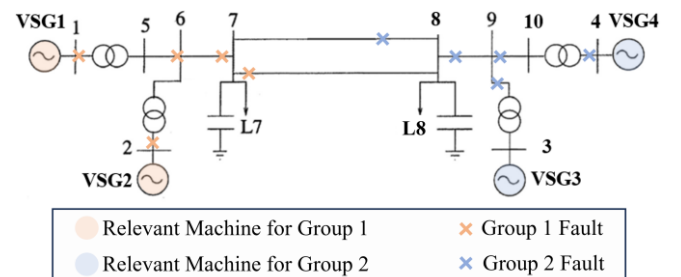 VSG1 1 5 6 7 8 9 10 4 VSG4
L7 L8
2 3
VSG2 VSG3
Relevant Machine for Group 1 × Group 1 Fault
Relevant Machine for Group 2 × Group 2 Fault